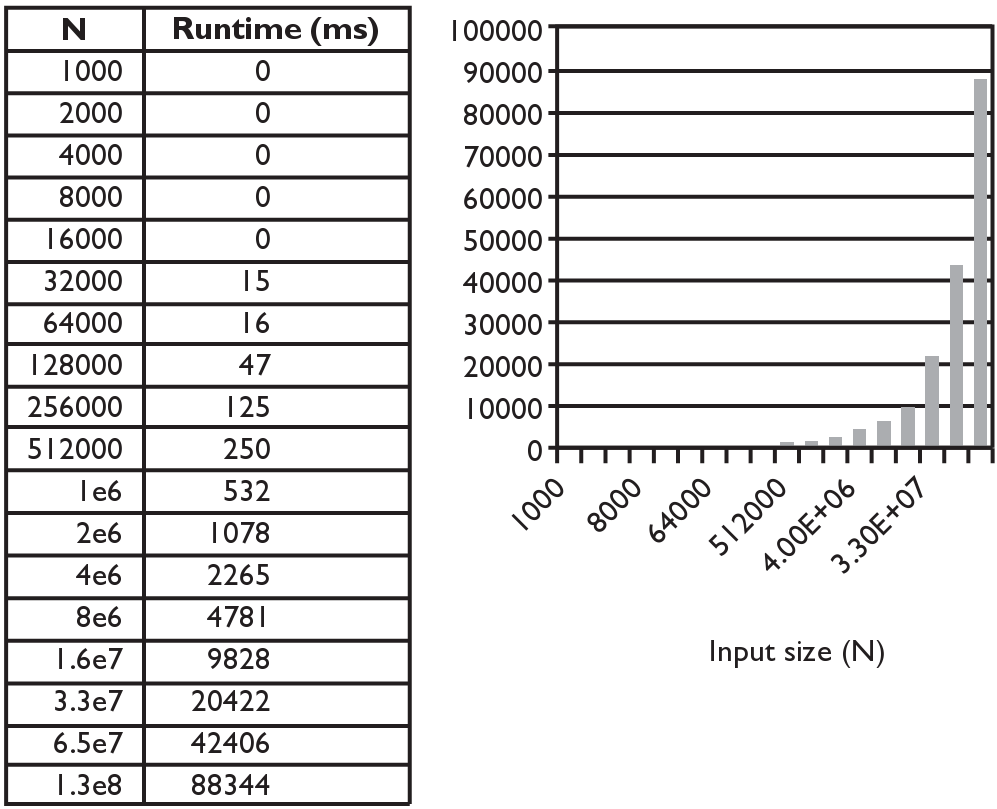 N Runtime (ms)
1000 0
2000 0
4000 0
8000 0
16000 0
32000 15
64000 16
128000 47
256000 125
512000 250
1e6 532
2e6 1078
4e6 2265
8e6 4781
1.6e7 9828
3.3e7 20422
6.5e7 42406
1.3e8 88344
100000
90000
80000
70000
60000
50000
40000
30000
20000
10000
0
1000 8000 64000 512000 4.00E+06 3.30E+07
Input size (N)